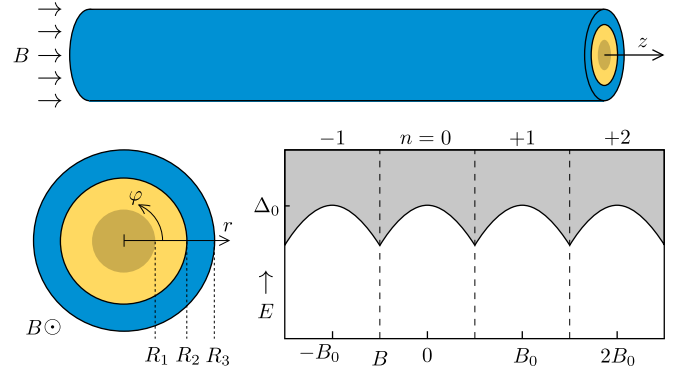 B
z
φ
r
B⊙
R₁ R₂ R₃
−1 n = 0 +1 +2
Δ₀
E
−B₀ B 0 B₀ 2B₀